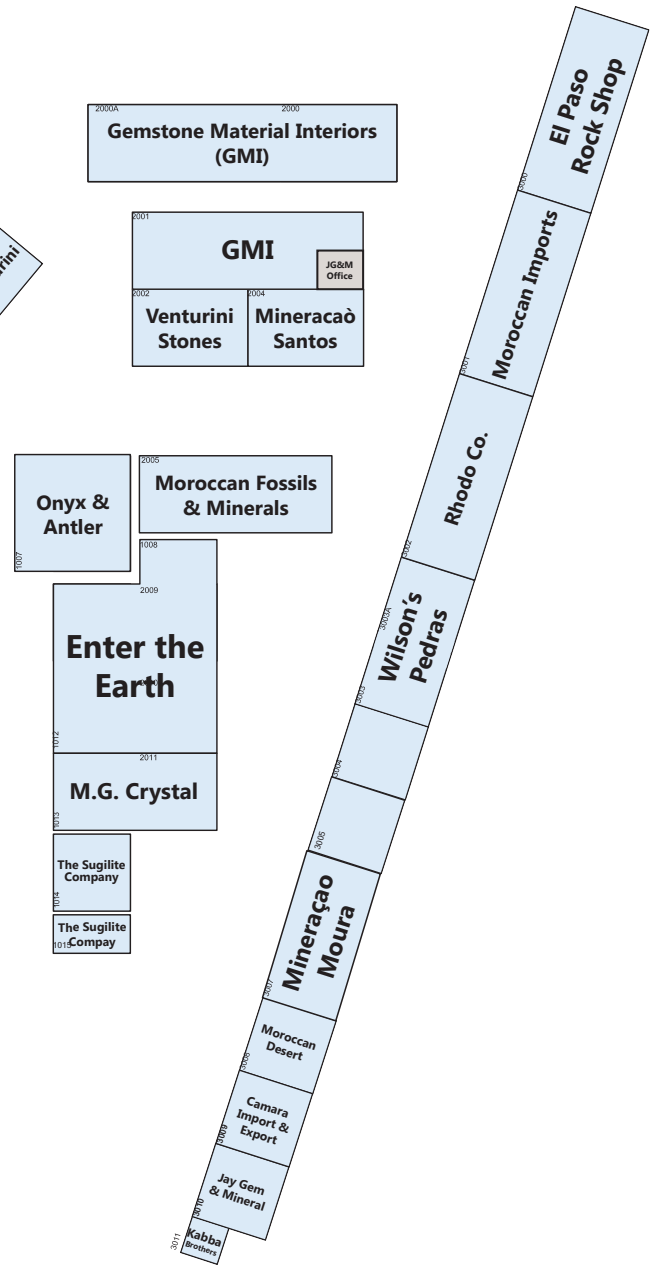 2000A
2000
Gemstone Material Interiors
(GMI)
2001
GMI
JG&M
Office
2002
Venturini
Stones
2004
Mineracaò
Santos
1007
Onyx &
Antler
2005
Moroccan Fossils
& Minerals
1008
2009
Enter the
Earth
1012
2011
M.G. Crystal
1013
The Sugilite
Company
1014
The Sugilite
Compay
1015
El Paso
Rock Shop
3000
Moroccan Imports
3001
Rhodo Co.
3002
3003A
Wilson's
Pedras
3003
3004
3005
Mineraçao
Moura
3007
Moroccan
Desert
3008
Camara
Import &
Export
3009
Jay Gem
& Mineral
3010
3011
Kabba
Brothers